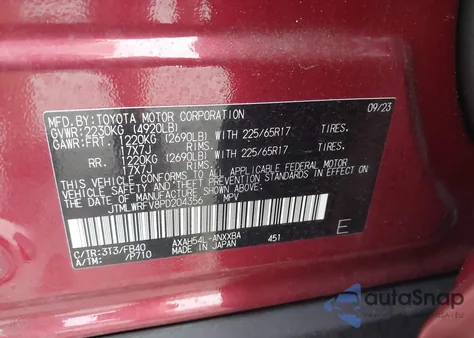 MFD.BY:TOYOTA MOTOR CORPORATION 09/23
GVWR:2230KG (4920LB)
GAWR:FRT. 1220KG (2690LB) WITH 225/65R17 TIRES.
17X7J RIMS.
RR. 1220KG (2690LB) WITH 225/65R17 TIRES.
17X7J RIMS.
THIS VEHICLE CONFORMS TO ALL APPLICABLE FEDERAL MOTOR
VEHICLE SAFETY AND THEFT PREVENTION STANDARDS IN
EFFECT ON THE DATE OF MANUFACTURE SHOWN ABOVE.
JTMLWRFV8PD204356 MPV
C/TR:3T3/FB40 AXAH54L-ANXXBA 451 E
A/TM: /P710 MADE IN JAPAN
autoSnap